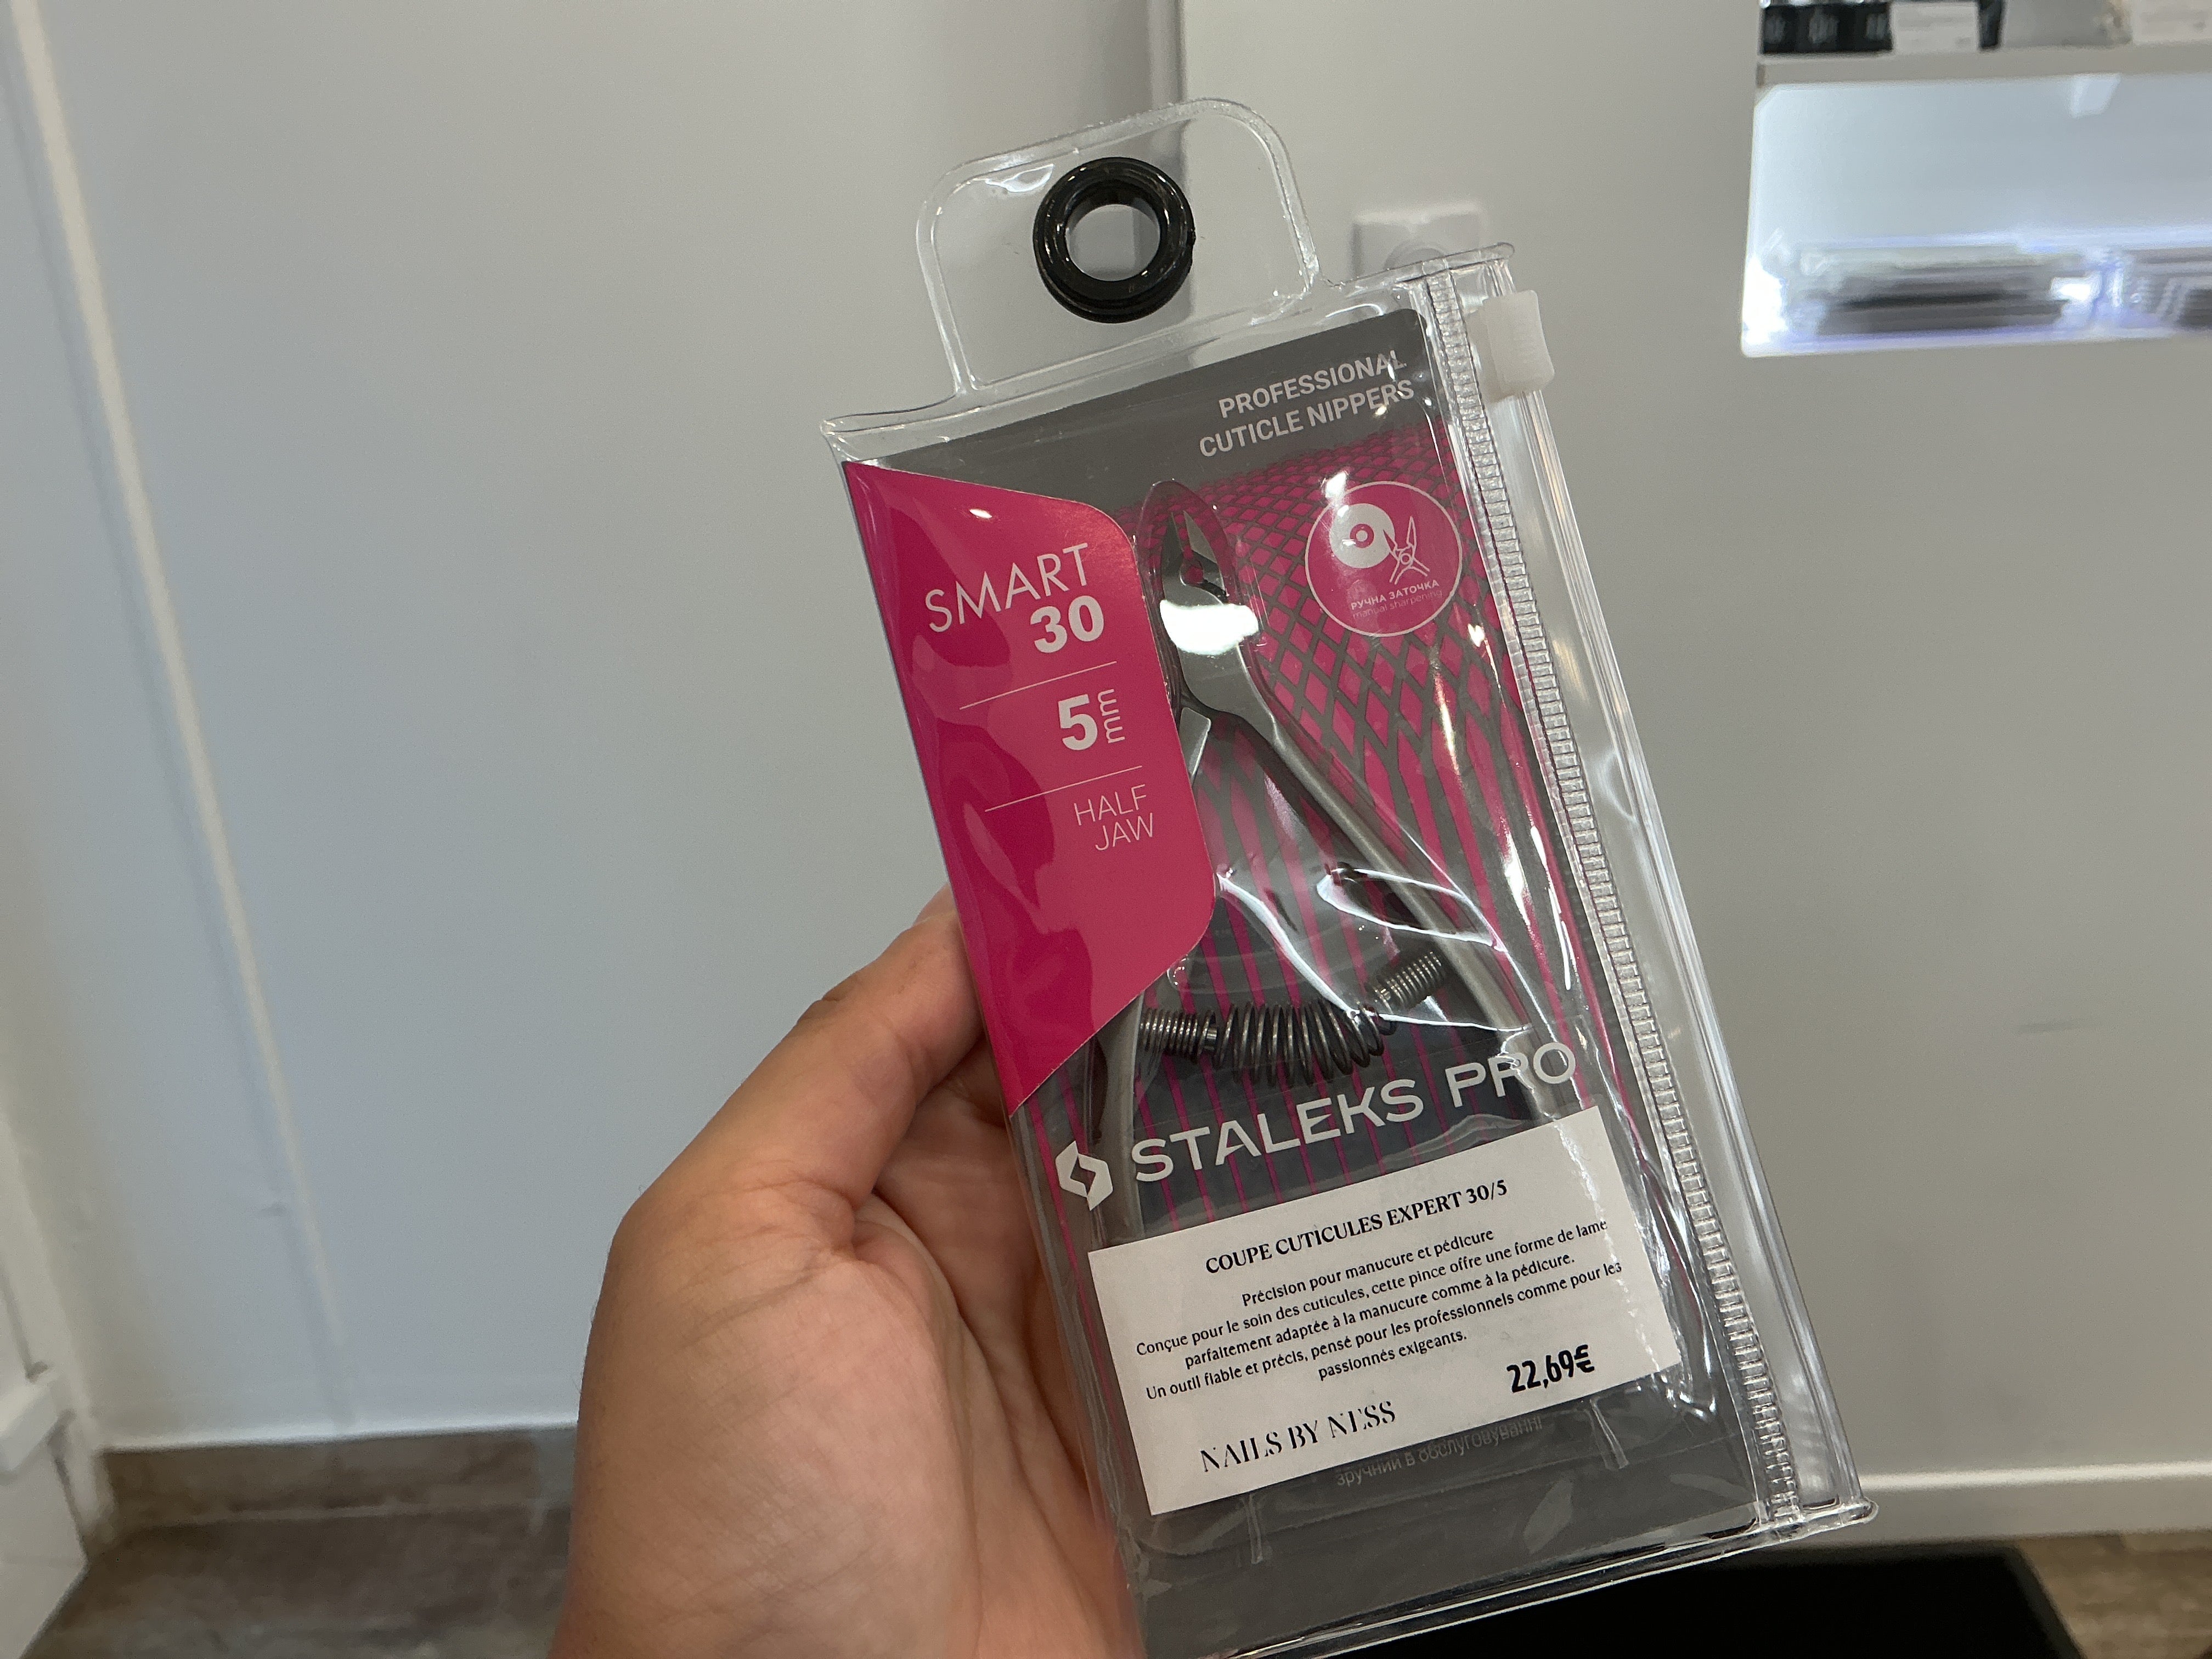 PROFESSIONAL
CUTICLE NIPPERS
SMART
30
5 mm
HALF
JAW
РУЧНА ЗАТОЧКА
manual sharpening
STALEKS PRO
COUPE CUTICULES EXPERT 30/5
Précision pour manucure et pédicure
Conçue pour le soin des cuticules, cette pince offre une forme de lame
parfaitement adaptée à la manucure comme à la pédicure.
Un outil fiable et précis, pensé pour les professionnels comme pour les
passionnés exigeants.
22,69€
NAILS BY NESS
зручний в обслуговуванні